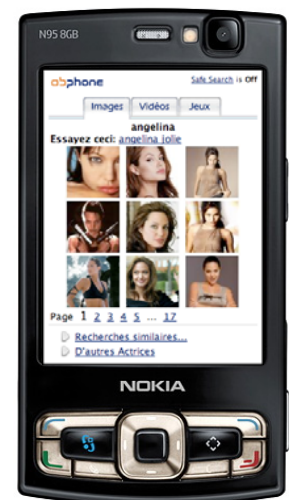 N95 8GB
abphone
Safe Search is Off
Images Vidéos Jeux
angelina
Essayez ceci: angelina jolie
Page 1 2 3 4 5 ... 17
Recherches similaires...
D'autres Actrices
NOKIA